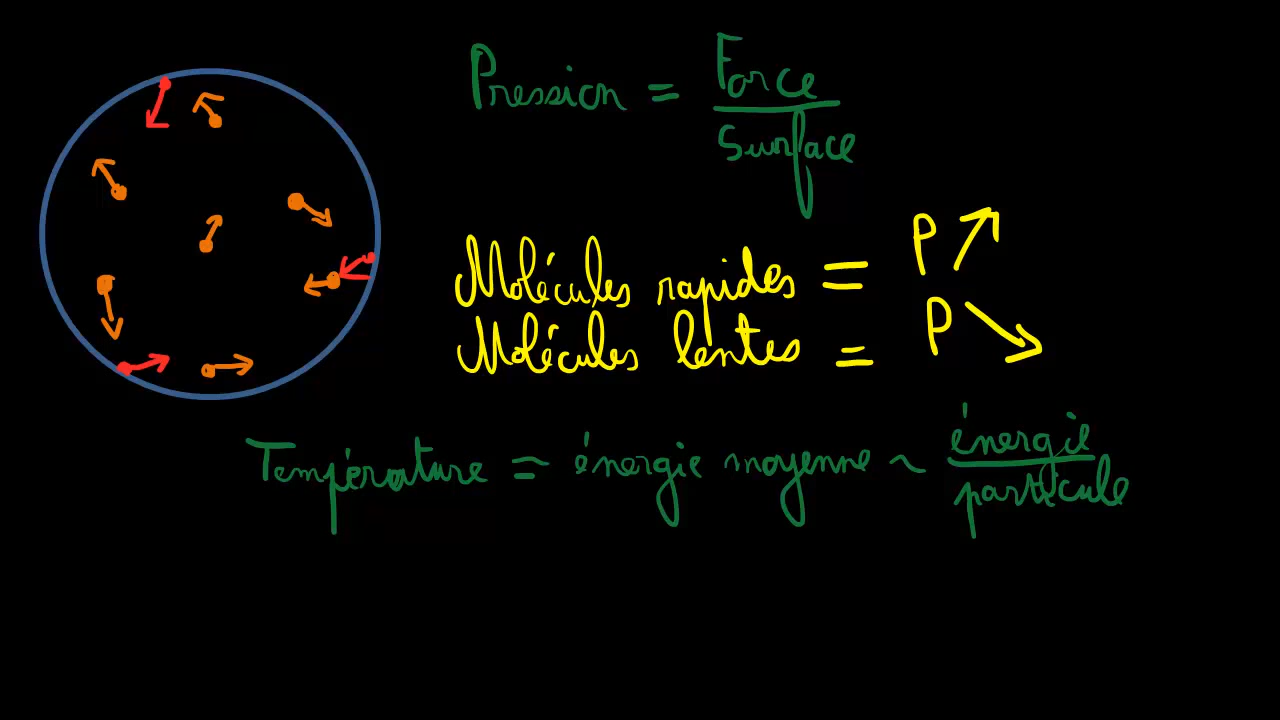 Pression = Force / surface
Molécules rapides = P ↗
Molécules lentes = P ↘
Température = énergie moyenne ~ énergie / particule